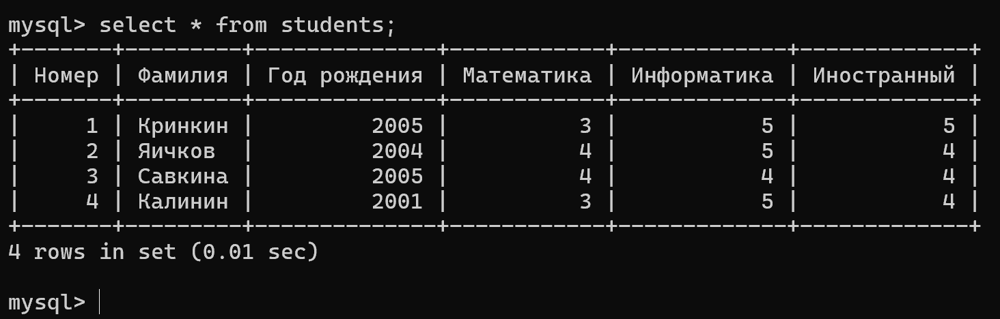 mysql> select * from students;
+-------+---------+--------------+------------+-------------+-------------+
| Номер | Фамилия | Год рождения | Математика | Информатика | Иностранный |
+-------+---------+--------------+------------+-------------+-------------+
|     1 | Кринкин |         2005 |          3 |           5 |           5 |
|     2 | Яичков  |         2004 |          4 |           5 |           4 |
|     3 | Савкина |         2005 |          4 |           4 |           4 |
|     4 | Калинин |         2001 |          3 |           5 |           4 |
+-------+---------+--------------+------------+-------------+-------------+
4 rows in set (0.01 sec)
mysql>